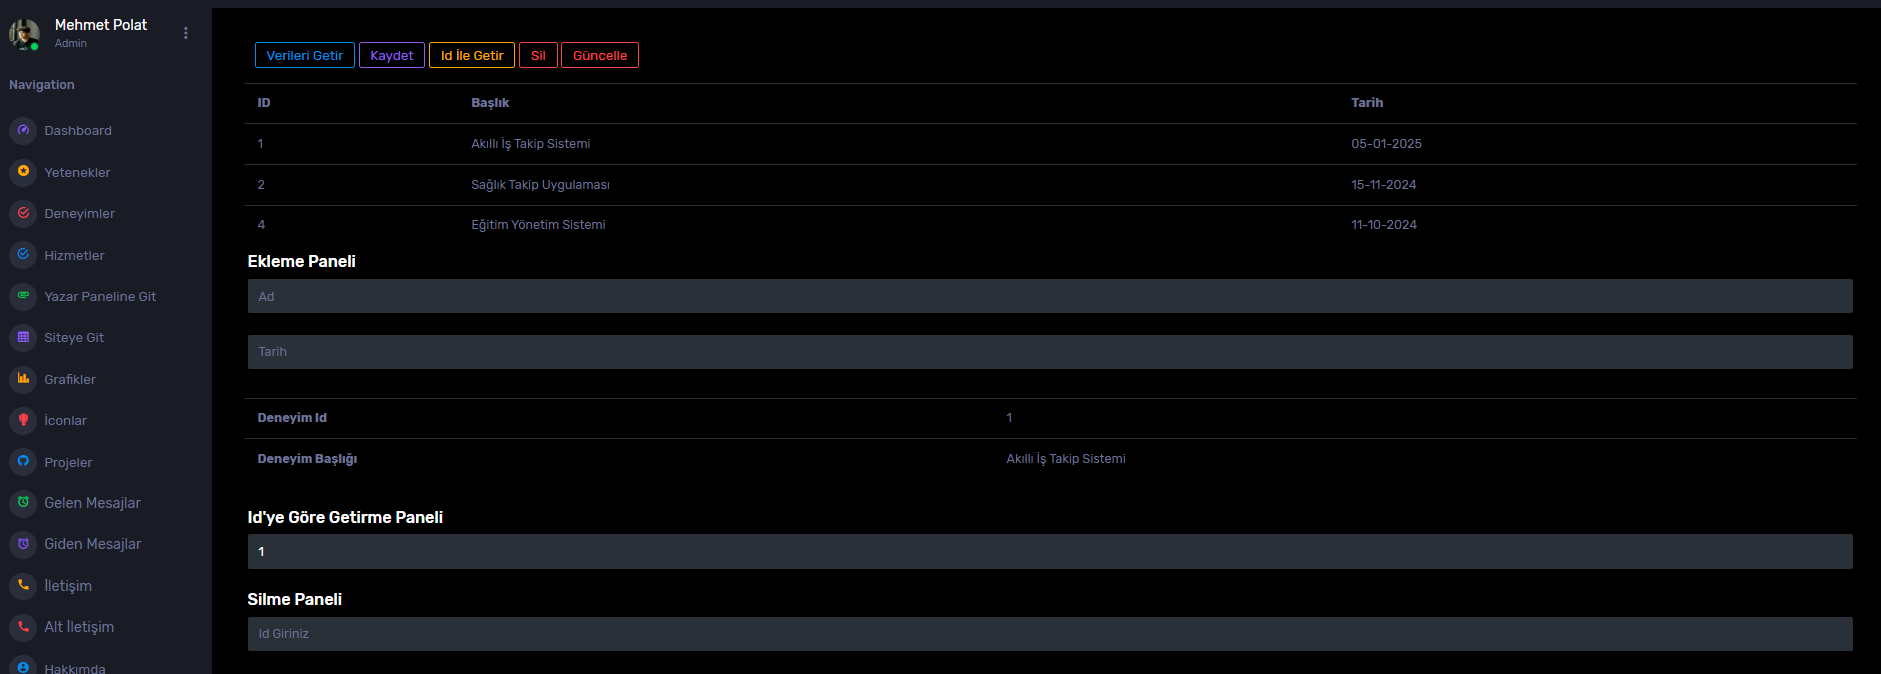 Mehmet Polat
Admin
Navigation
Dashboard
Yetenekler
Deneyimler
Hizmetler
Yazar Paneline Git
Siteye Git
Grafikler
İconlar
Projeler
Gelen Mesajlar
Giden Mesajlar
İletişim
Alt İletişim
Hakkımda
Verileri Getir Kaydet Id İle Getir Sil Güncelle
ID Başlık Tarih
1 Akıllı İş Takip Sistemi 05-01-2025
2 Sağlık Takip Uygulaması 15-11-2024
4 Eğitim Yönetim Sistemi 11-10-2024
Ekleme Paneli
Ad
Tarih
Deneyim Id 1
Deneyim Başlığı Akıllı İş Takip Sistemi
Id'ye Göre Getirme Paneli
1
Silme Paneli
Id Giriniz